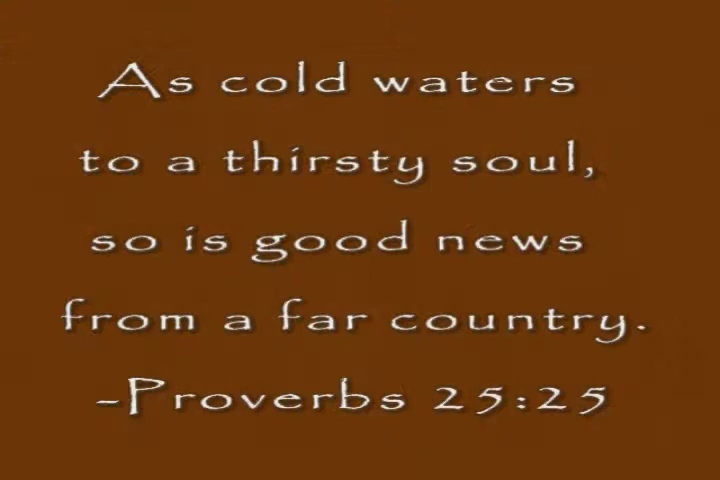 As cold waters
to a thirsty soul,
so is good news
from a far country.
-Proverbs 25:25